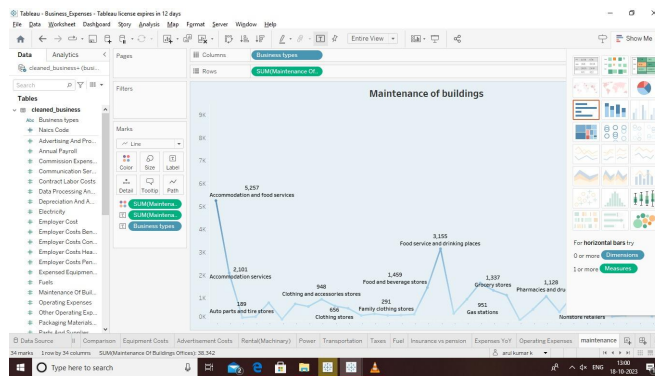 Tableau - Business_Expenses - Tableau license expires in 12 days
File Data Worksheet Dashboard Story Analysis Map Format Server Window Help
Entire View
Show Me
Data Analytics
Pages
Columns Business types
cleaned_business+ (busi...
Rows SUM(Maintenance Of..
Search
Filters
Maintenance of buildings
Tables
cleaned_business
Abc Business types
Naics Code
Advertising And Pro...
Annual Payroll
Commission Expens...
Communication Ser...
Contract Labor Costs
Data Processing An...
Depreciation And A...
Electricity
Employer Cost
Employer Costs Ben...
Employer Costs Con...
Employer Costs Hea...
Employer Costs Pen...
Expensed Equipmen...
Fuels
Maintenance Of Buil...
Operating Expenses
Other Operating Exp...
Packaging Materials...
Parts And Supplies
Marks
Line
Color Size Label
Detail Tooltip Path
SUM(Maintena..
SUM(Maintena..
Business types
9K
8K
7K
6K
5K
4K
3K
2K
1K
0K
5,257
Accommodation and food services
3,155
Food service and drinking places
2,101
Accommodation services
1,459
Food and beverage stores
1,337
Grocery stores
1,128
Pharmacies and dru
948
Clothing and accessories stores
291
Family clothing stores
951
Gas stations
189
Auto parts and tire stores
656
Clothing stores
Nonstore retailers
For horizontal bars try
0 or more Dimensions
1 or more Measures
Data Source Comparison Equipment Costs Advertisement Costs Rental(Machinery) Power Transportation Taxes Fuel Insurance vs pension Expenses YoY Operating Expenses maintenance
34 marks 1 row by 34 columns SUM(Maintenance Of Buildings Offices): 38,342
arul kumar k
Type here to search
ENG
13:00
18-10-2023